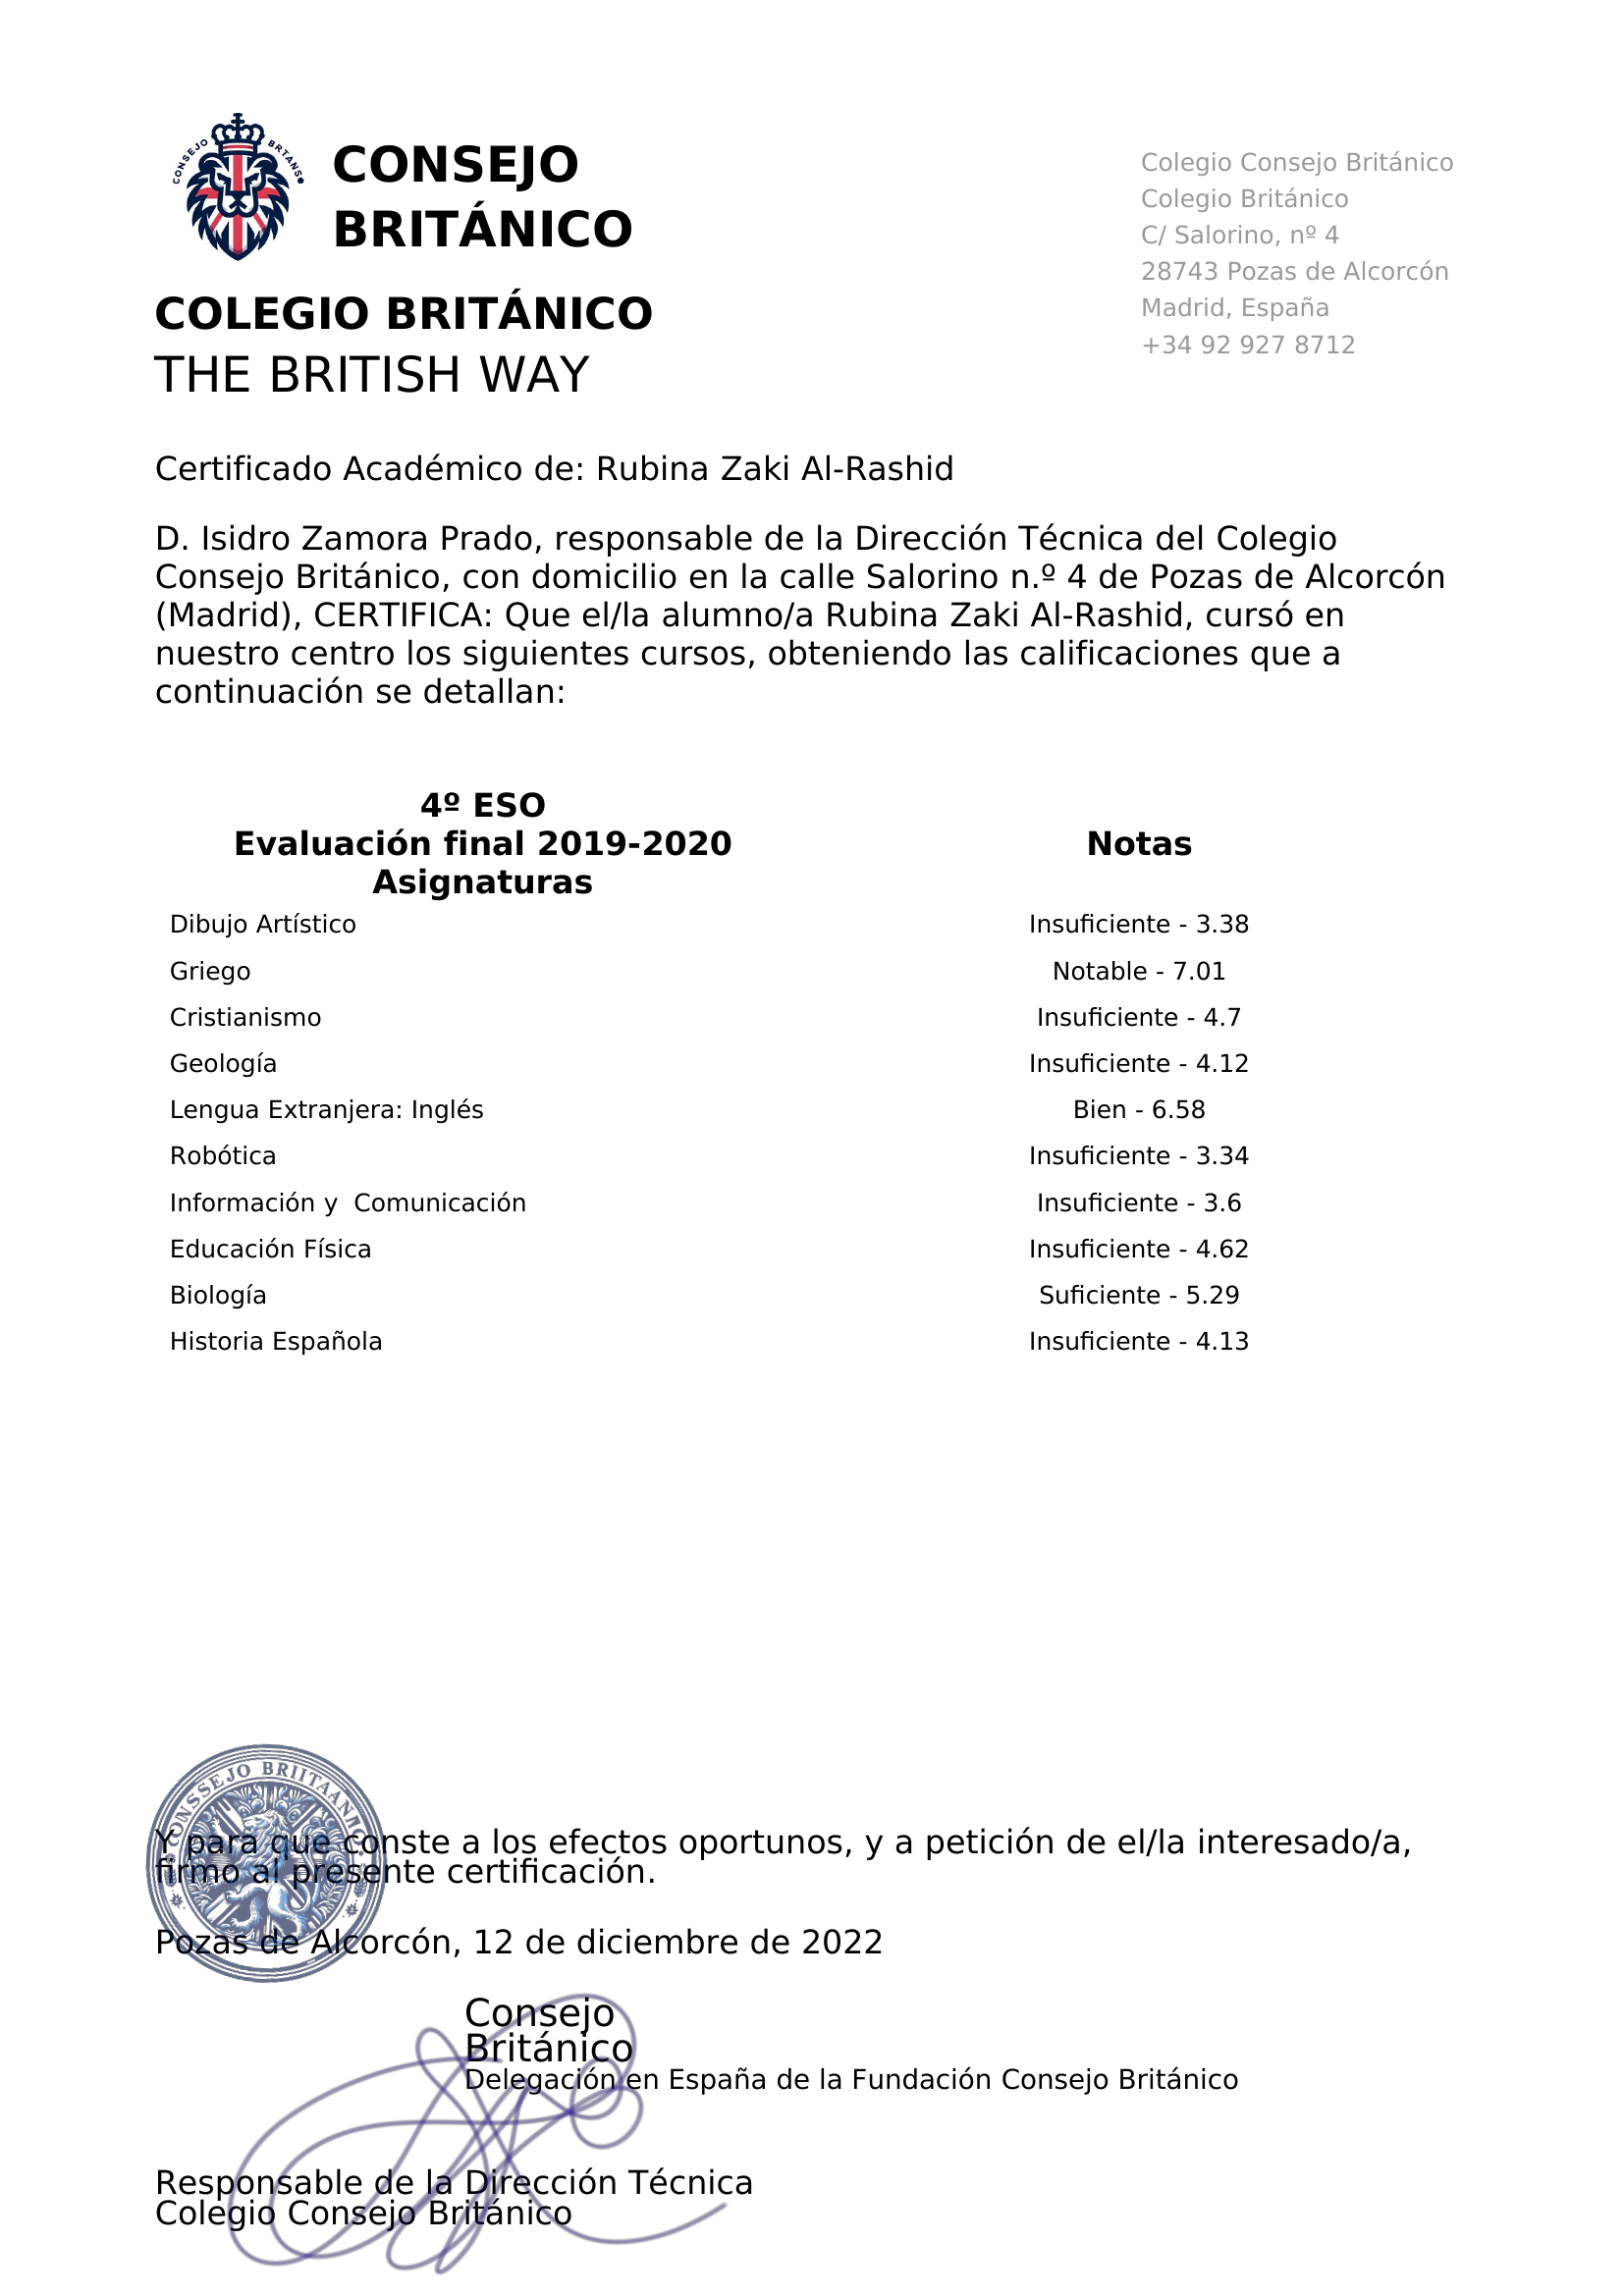 CONSEJO BRTANS
CONSEJO
BRITÁNICO
COLEGIO BRITÁNICO
THE BRITISH WAY
Colegio Consejo Británico
Colegio Británico
C/ Salorino, nº 4
28743 Pozas de Alcorcón
Madrid, España
+34 92 927 8712
Certificado Académico de: Rubina Zaki Al-Rashid
D. Isidro Zamora Prado, responsable de la Dirección Técnica del Colegio
Consejo Británico, con domicilio en la calle Salorino n.º 4 de Pozas de Alcorcón
(Madrid), CERTIFICA: Que el/la alumno/a Rubina Zaki Al-Rashid, cursó en
nuestro centro los siguientes cursos, obteniendo las calificaciones que a
continuación se detallan:
4º ESO
Evaluación final 2019-2020 Notas
Asignaturas
Dibujo Artístico Insuficiente - 3.38
Griego Notable - 7.01
Cristianismo Insuficiente - 4.7
Geología Insuficiente - 4.12
Lengua Extranjera: Inglés Bien - 6.58
Robótica Insuficiente - 3.34
Información y  Comunicación Insuficiente - 3.6
Educación Física Insuficiente - 4.62
Biología Suficiente - 5.29
Historia Española Insuficiente - 4.13
CONSSEJO BRIITAANICO
Y para que conste a los efectos oportunos, y a petición de el/la interesado/a,
firmo al presente certificación.
Pozas de Alcorcón, 12 de diciembre de 2022
Consejo
Británico
Delegación en España de la Fundación Consejo Británico
Responsable de la Dirección Técnica
Colegio Consejo Británico